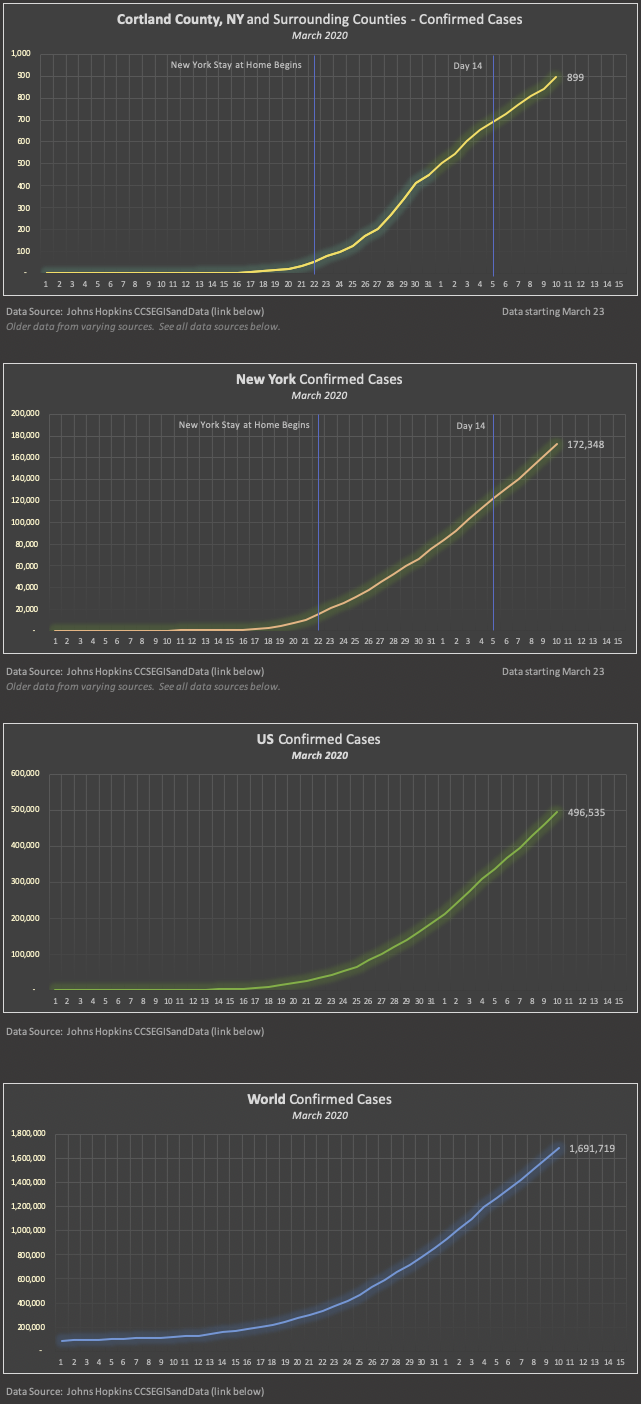 Cortland County, NY and Surrounding Counties - Confirmed Cases
March 2020
New York Stay at Home Begins
Day 14
1,000
900
800
700
600
500
400
300
200
100
-
899
1 2 3 4 5 6 7 8 9 10 11 12 13 14 15 16 17 18 19 20 21 22 23 24 25 26 27 28 29 30 31 1 2 3 4 5 6 7 8 9 10 11 12 13 14 15
Data Source: Johns Hopkins CCSEGISandData (link below) Data starting March 23
Older data from varying sources. See all data sources below.
New York Confirmed Cases
March 2020
New York Stay at Home Begins
Day 14
200,000
180,000
160,000
140,000
120,000
100,000
80,000
60,000
40,000
20,000
-
172,348
1 2 3 4 5 6 7 8 9 10 11 12 13 14 15 16 17 18 19 20 21 22 23 24 25 26 27 28 29 30 31 1 2 3 4 5 6 7 8 9 10 11 12 13 14 15
Data Source: Johns Hopkins CCSEGISandData (link below) Data starting March 23
Older data from varying sources. See all data sources below.
US Confirmed Cases
March 2020
600,000
500,000
400,000
300,000
200,000
100,000
-
496,535
1 2 3 4 5 6 7 8 9 10 11 12 13 14 15 16 17 18 19 20 21 22 23 24 25 26 27 28 29 30 31 1 2 3 4 5 6 7 8 9 10 11 12 13 14 15
Data Source: Johns Hopkins CCSEGISandData (link below)
World Confirmed Cases
March 2020
1,800,000
1,600,000
1,400,000
1,200,000
1,000,000
800,000
600,000
400,000
200,000
-
1,691,719
1 2 3 4 5 6 7 8 9 10 11 12 13 14 15 16 17 18 19 20 21 22 23 24 25 26 27 28 29 30 31 1 2 3 4 5 6 7 8 9 10 11 12 13 14 15
Data Source: Johns Hopkins CCSEGISandData (link below)